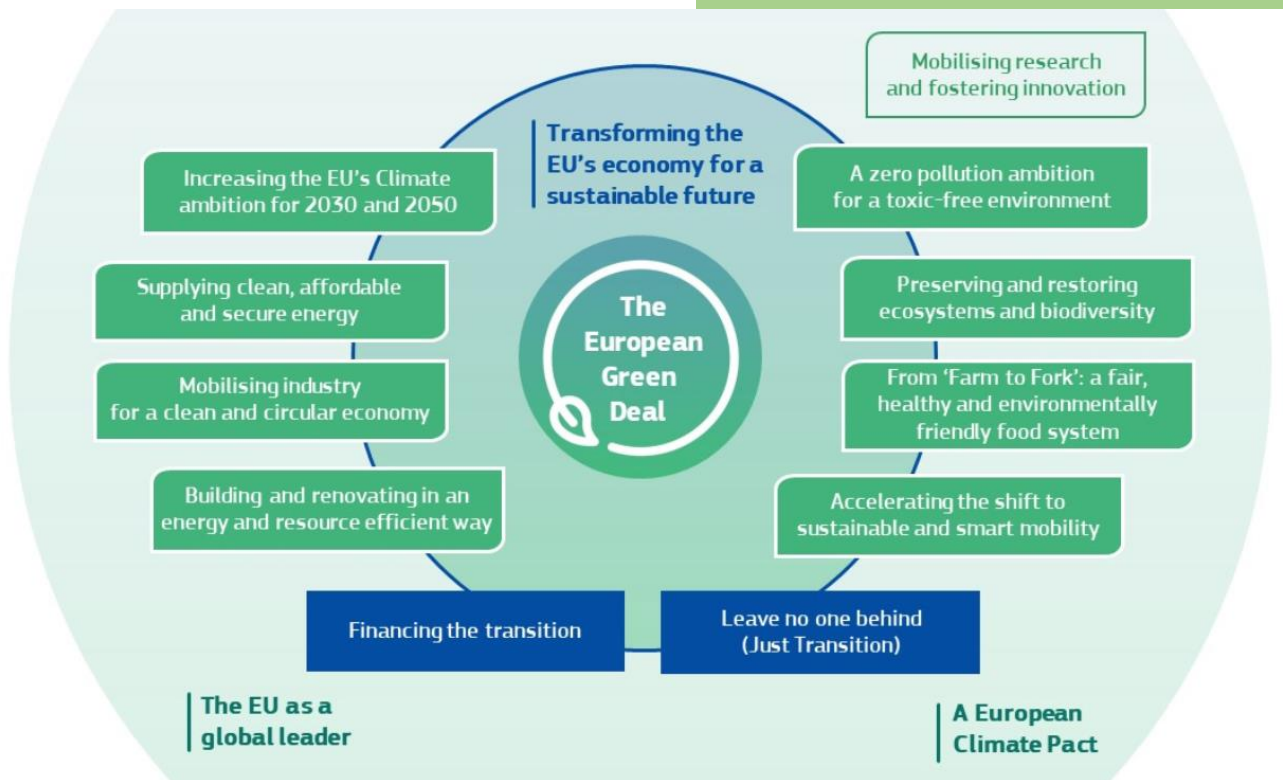 Mobilising research
and fostering innovation
Transforming the
EU's economy for a
sustainable future
Increasing the EU's Climate
ambition for 2030 and 2050
A zero pollution ambition
for a toxic-free environment
Supplying clean, affordable
and secure energy
Preserving and restoring
ecosystems and biodiversity
The
European
Green
Deal
Mobilising industry
for a clean and circular economy
From ‘Farm to Fork’: a fair,
healthy and environmentally
friendly food system
Building and renovating in an
energy and resource efficient way
Accelerating the shift to
sustainable and smart mobility
Financing the transition
Leave no one behind
(Just Transition)
The EU as a
global leader
A European
Climate Pact